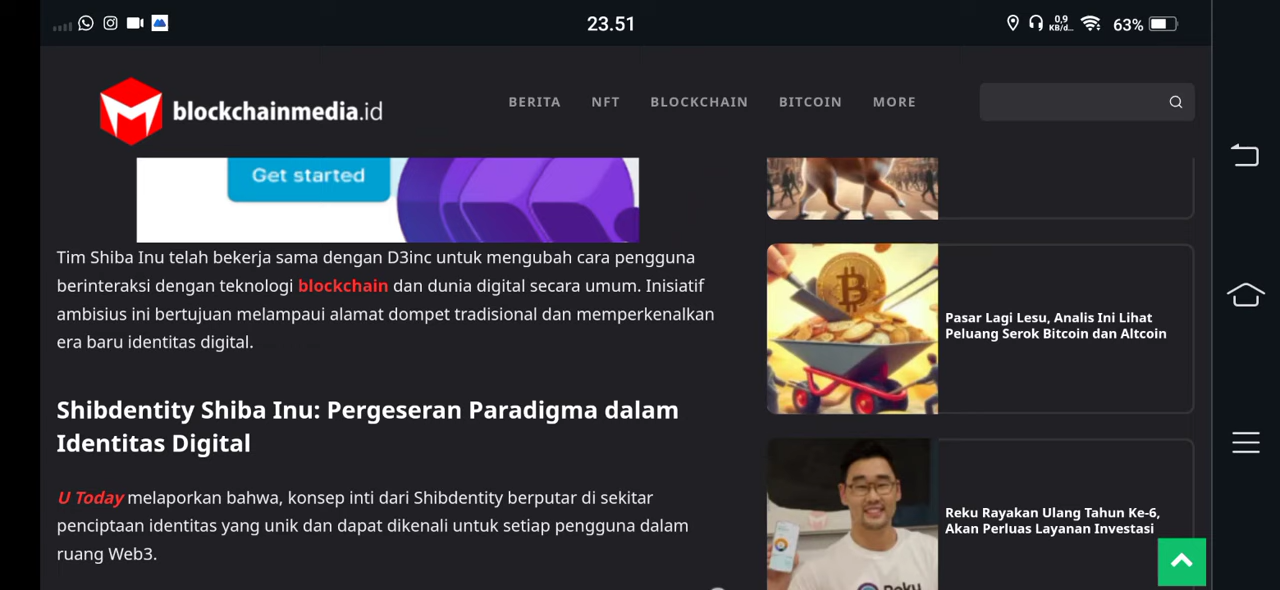 23.51
0,9
KB/d...
63%
blockchainmedia.id
BERITA NFT BLOCKCHAIN BITCOIN MORE
Get started
Tim Shiba Inu telah bekerja sama dengan D3inc untuk mengubah cara pengguna
berinteraksi dengan teknologi blockchain dan dunia digital secara umum. Inisiatif
ambisius ini bertujuan melampaui alamat dompet tradisional dan memperkenalkan
era baru identitas digital.
Shibdentity Shiba Inu: Pergeseran Paradigma dalam
Identitas Digital
U Today melaporkan bahwa, konsep inti dari Shibdentity berputar di sekitar
penciptaan identitas yang unik dan dapat dikenali untuk setiap pengguna dalam
ruang Web3.
Pasar Lagi Lesu, Analis Ini Lihat
Peluang Serok Bitcoin dan Altcoin
Reku Rayakan Ulang Tahun Ke-6,
Akan Perluas Layanan Investasi